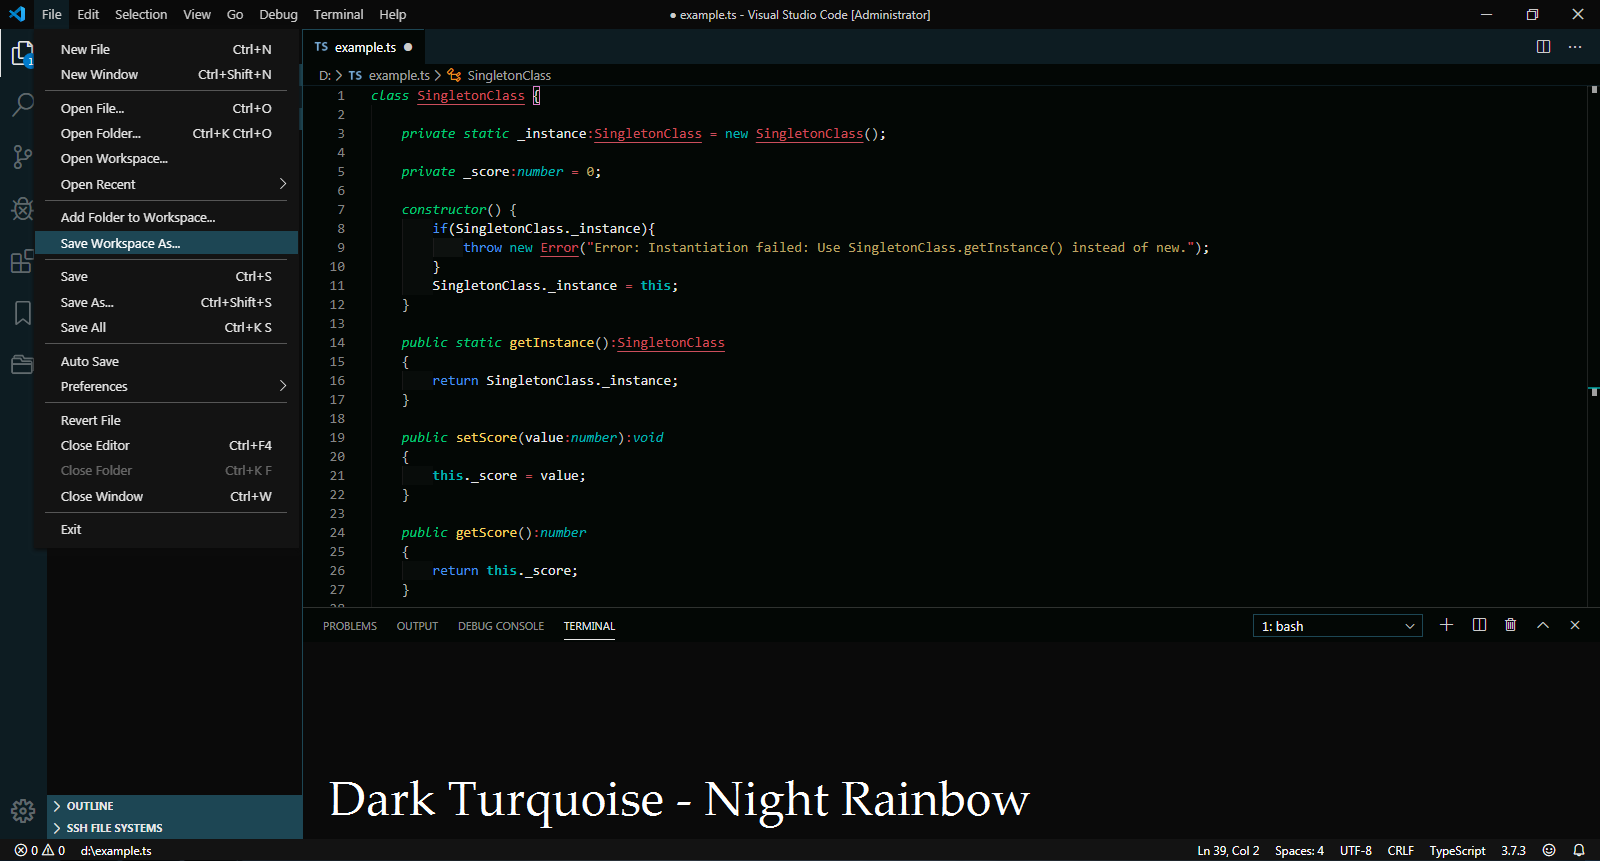 File Edit Selection View Go Debug Terminal Help
● example.ts - Visual Studio Code [Administrator]
New File Ctrl+N
New Window Ctrl+Shift+N
Open File... Ctrl+O
Open Folder... Ctrl+K Ctrl+O
Open Workspace...
Open Recent
Add Folder to Workspace...
Save Workspace As...
Save Ctrl+S
Save As... Ctrl+Shift+S
Save All Ctrl+K S
Auto Save
Preferences
Revert File
Close Editor Ctrl+F4
Close Folder Ctrl+K F
Close Window Ctrl+W
Exit
1
OUTLINE
SSH FILE SYSTEMS
TS example.ts ●
D: > TS example.ts > SingletonClass
1 class SingletonClass {
2
3 private static _instance:SingletonClass = new SingletonClass();
4
5 private _score:number = 0;
6
7 constructor() {
8 if(SingletonClass._instance){
9 throw new Error("Error: Instantiation failed: Use SingletonClass.getInstance() instead of new.");
10 }
11 SingletonClass._instance = this;
12 }
13
14 public static getInstance():SingletonClass
15 {
16 return SingletonClass._instance;
17 }
18
19 public setScore(value:number):void
20 {
21 this._score = value;
22 }
23
24 public getScore():number
25 {
26 return this._score;
27 }
28
PROBLEMS OUTPUT DEBUG CONSOLE TERMINAL
1: bash
Dark Turquoise - Night Rainbow
0 0 d:\example.ts
Ln 39, Col 2 Spaces: 4 UTF-8 CRLF TypeScript 3.7.3